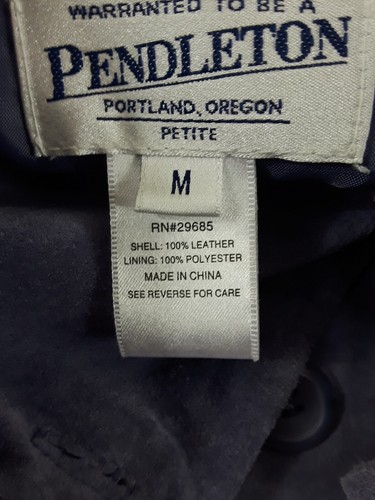 WARRANTED TO BE A
PENDLETON
PORTLAND, OREGON
PETITE
M
RN#29685
SHELL: 100% LEATHER
LINING: 100% POLYESTER
MADE IN CHINA
SEE REVERSE FOR CARE